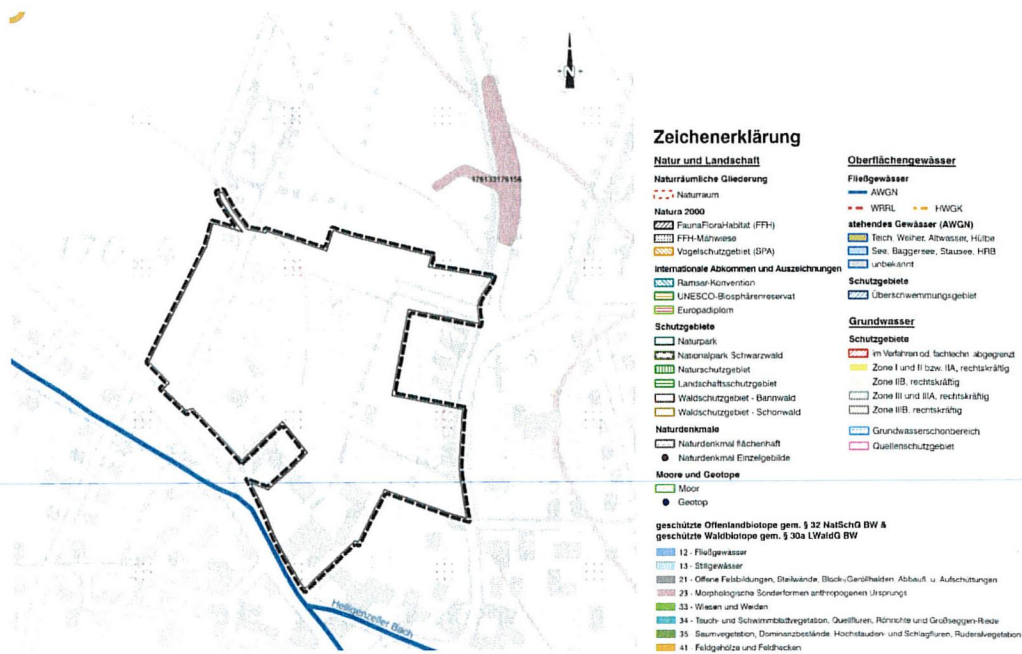 N
176133176156
Heiligenzeller Bach
Zeichenerklärung
Natur und Landschaft
Naturräumliche Gliederung
Naturraum
Natura 2000
FaunaFloraHabitat (FFH)
FFH-Mähwiese
Vogelschutzgebiet (SPA)
Internationale Abkommen und Auszeichnungen
Ramsar-Konvention
UNESCO-Biosphärenreservat
Europadiplom
Schutzgebiete
Naturpark
Nationalpark Schwarzwald
Naturschutzgebiet
Landschaftsschutzgebiet
Waldschutzgebiet - Bannwald
Waldschutzgebiet - Schonwald
Naturdenkmale
Naturdenkmal flächenhaft
Naturdenkmal Einzelgebilde
Moore und Geotope
Moor
Geotop
Oberflächengewässer
Fließgewässer
AWGN
WRRL HWGK
stehendes Gewässer (AWGN)
Teich, Weiher, Altwasser, Hülbe
See, Baggersee, Stausee, HRB
unbekannt
Schutzgebiete
Überschwemmungsgebiet
Grundwasser
Schutzgebiete
im Verfahren od. fachtechn. abgegrenzt
Zone I und II bzw. IIA, rechtskräftig
Zone IIB, rechtskräftig
Zone III und IIIA, rechtskräftig
Zone IIIB, rechtskräftig
Grundwasserschonbereich
Quellenschutzgebiet
geschützte Offenlandbiotope gem. § 32 NatSchG BW &
geschützte Waldbiotope gem. § 30a LWaldG BW
12 - Fließgewässer
13 - Stillgewässer
21 - Offene Felsbildungen, Steilwände, Block-,Geröllhalden, Abbaufl. u. Aufschüttungen
23 - Morphologische Sonderformen anthropogenen Ursprungs
33 - Wiesen und Weiden
34 - Tauch- und Schwimmblattvegetation, Quellfluren, Röhrichte und Großseggen-Riede
35 Saumvegetation, Dominanzbestände, Hochstauden- und Schlagfluren, Ruderalvegetation
41 - Feldgehölze und Feldhecken